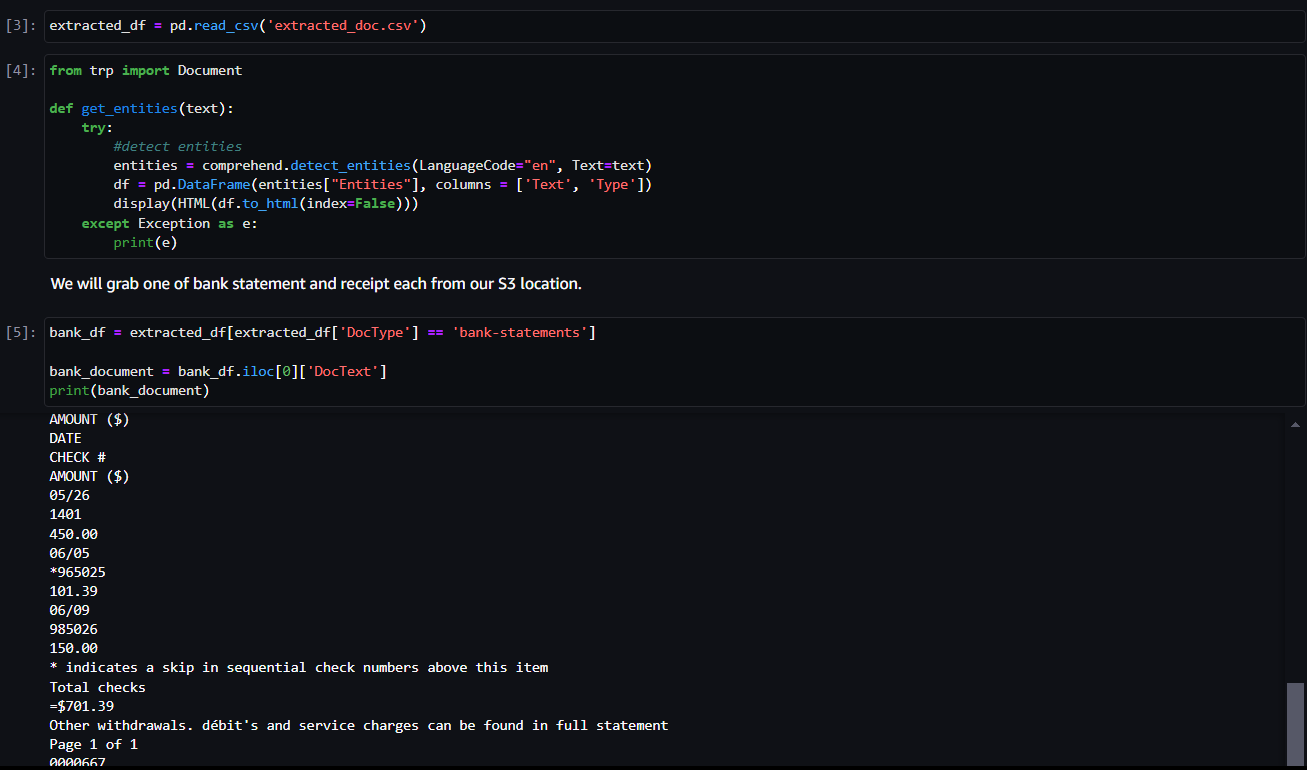 [3]: extracted_df = pd.read_csv('extracted_doc.csv')
[4]: from trp import Document

def get_entities(text):
    try:
        #detect entities
        entities = comprehend.detect_entities(LanguageCode="en", Text=text)
        df = pd.DataFrame(entities["Entities"], columns = ['Text', 'Type'])
        display(HTML(df.to_html(index=False)))
    except Exception as e:
        print(e)
We will grab one of bank statement and receipt each from our S3 location.
[5]: bank_df = extracted_df[extracted_df['DocType'] == 'bank-statements']

bank_document = bank_df.iloc[0]['DocText']
print(bank_document)
AMOUNT ($)
DATE
CHECK #
AMOUNT ($)
05/26
1401
450.00
06/05
*965025
101.39
06/09
985026
150.00
* indicates a skip in sequential check numbers above this item
Total checks
=$701.39
Other withdrawals. débit's and service charges can be found in full statement
Page 1 of 1
0000667